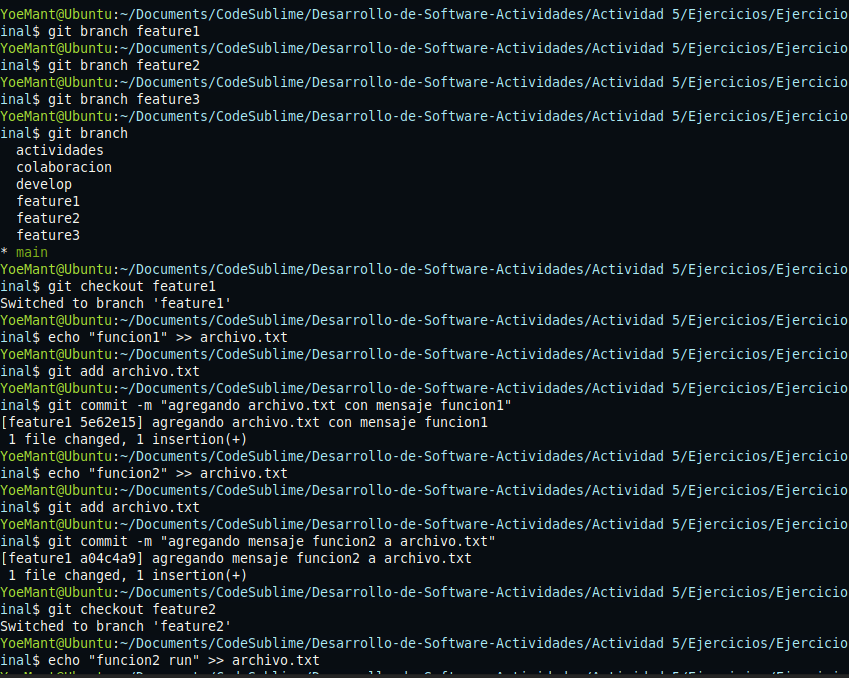 YoeMant@Ubuntu:~/Documents/CodeSublime/Desarrollo-de-Software-Actividades/Actividad 5/Ejercicios/Ejercicio
inal$ git branch feature1
YoeMant@Ubuntu:~/Documents/CodeSublime/Desarrollo-de-Software-Actividades/Actividad 5/Ejercicios/Ejercicio
inal$ git branch feature2
YoeMant@Ubuntu:~/Documents/CodeSublime/Desarrollo-de-Software-Actividades/Actividad 5/Ejercicios/Ejercicio
inal$ git branch feature3
YoeMant@Ubuntu:~/Documents/CodeSublime/Desarrollo-de-Software-Actividades/Actividad 5/Ejercicios/Ejercicio
inal$ git branch
  actividades
  colaboracion
  develop
  feature1
  feature2
  feature3
* main
YoeMant@Ubuntu:~/Documents/CodeSublime/Desarrollo-de-Software-Actividades/Actividad 5/Ejercicios/Ejercicio
inal$ git checkout feature1
Switched to branch 'feature1'
YoeMant@Ubuntu:~/Documents/CodeSublime/Desarrollo-de-Software-Actividades/Actividad 5/Ejercicios/Ejercicio
inal$ echo "funcion1" >> archivo.txt
YoeMant@Ubuntu:~/Documents/CodeSublime/Desarrollo-de-Software-Actividades/Actividad 5/Ejercicios/Ejercicio
inal$ git add archivo.txt
YoeMant@Ubuntu:~/Documents/CodeSublime/Desarrollo-de-Software-Actividades/Actividad 5/Ejercicios/Ejercicio
inal$ git commit -m "agregando archivo.txt con mensaje funcion1"
[feature1 5e62e15] agregando archivo.txt con mensaje funcion1
 1 file changed, 1 insertion(+)
YoeMant@Ubuntu:~/Documents/CodeSublime/Desarrollo-de-Software-Actividades/Actividad 5/Ejercicios/Ejercicio
inal$ echo "funcion2" >> archivo.txt
YoeMant@Ubuntu:~/Documents/CodeSublime/Desarrollo-de-Software-Actividades/Actividad 5/Ejercicios/Ejercicio
inal$ git add archivo.txt
YoeMant@Ubuntu:~/Documents/CodeSublime/Desarrollo-de-Software-Actividades/Actividad 5/Ejercicios/Ejercicio
inal$ git commit -m "agregando mensaje funcion2 a archivo.txt"
[feature1 a04c4a9] agregando mensaje funcion2 a archivo.txt
 1 file changed, 1 insertion(+)
YoeMant@Ubuntu:~/Documents/CodeSublime/Desarrollo-de-Software-Actividades/Actividad 5/Ejercicios/Ejercicio
inal$ git checkout feature2
Switched to branch 'feature2'
YoeMant@Ubuntu:~/Documents/CodeSublime/Desarrollo-de-Software-Actividades/Actividad 5/Ejercicios/Ejercicio
inal$ echo "funcion2 run" >> archivo.txt